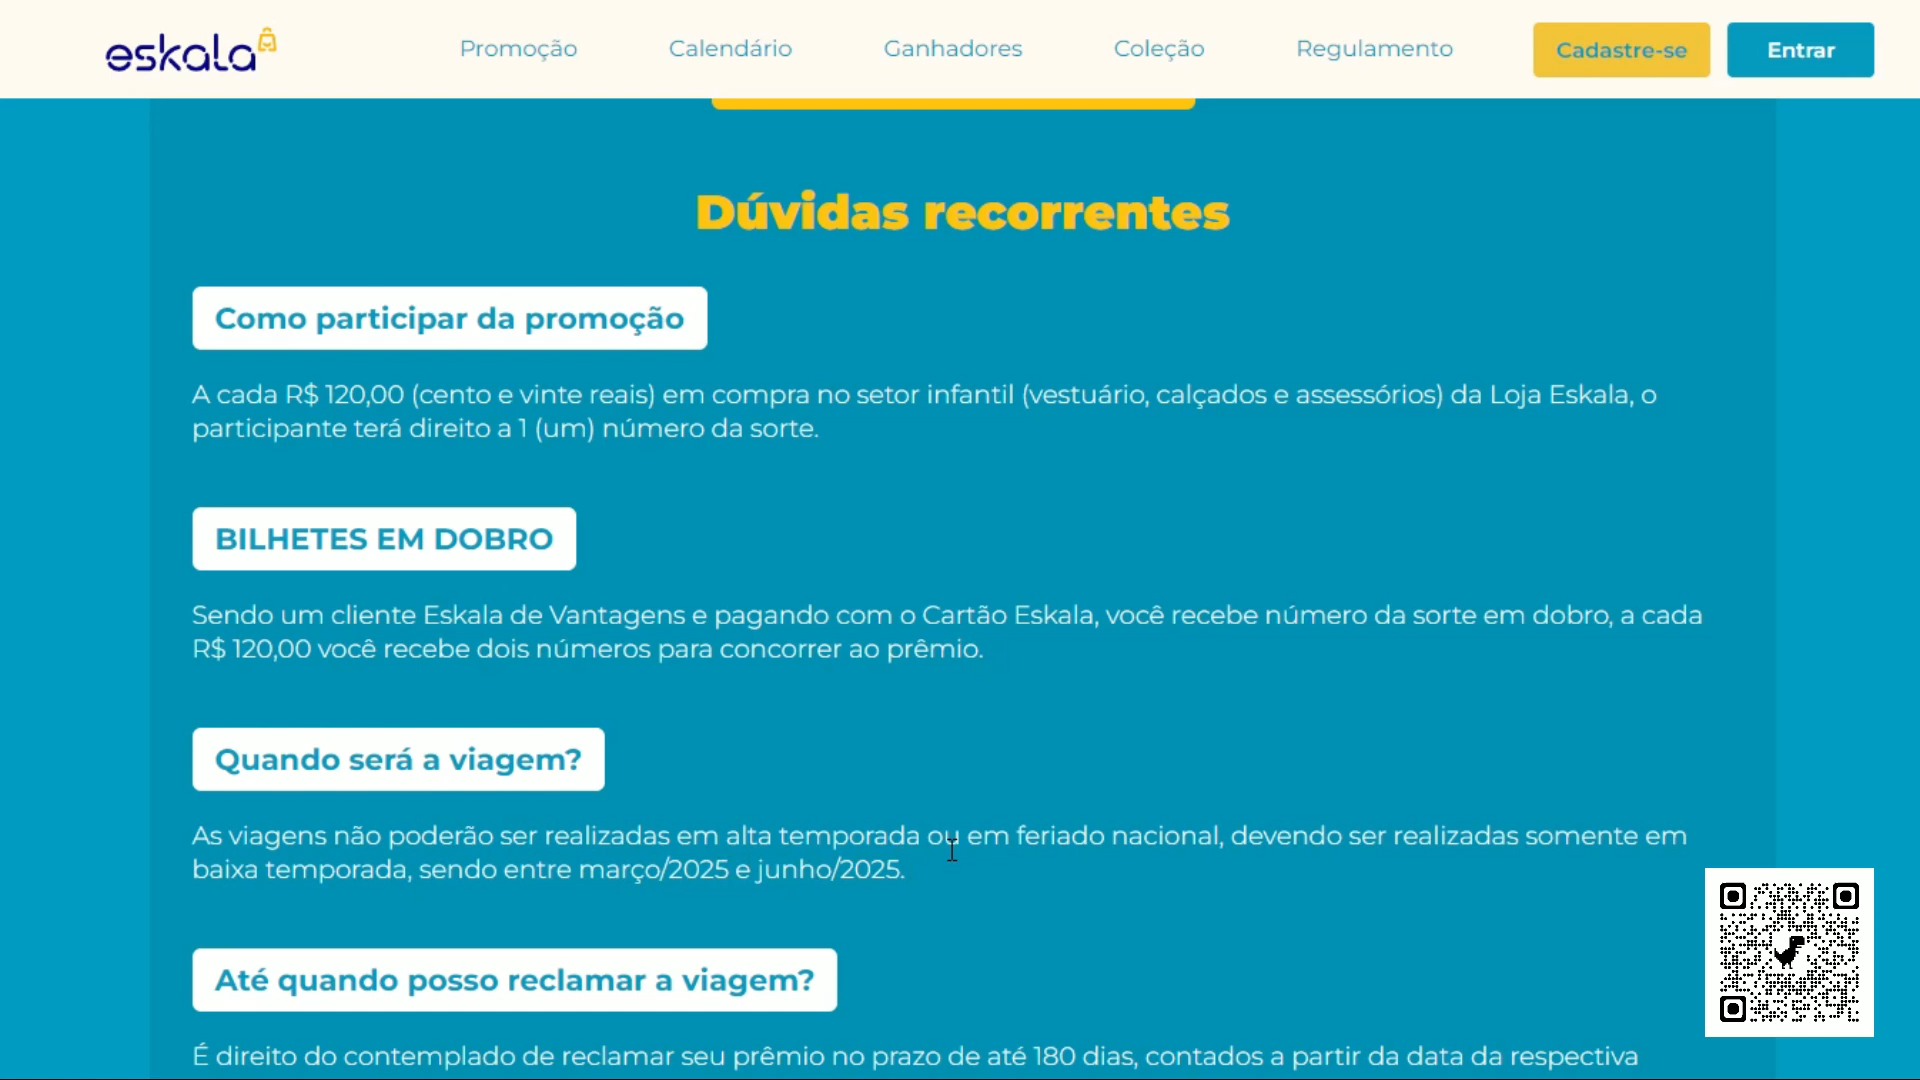 eskala
Promoção
Calendário
Ganhadores
Coleção
Regulamento
Cadastre-se
Entrar
Dúvidas recorrentes
Como participar da promoção
A cada R$ 120,00 (cento e vinte reais) em compra no setor infantil (vestuário, calçados e assessórios) da Loja Eskala, o
participante terá direito a 1 (um) número da sorte.
BILHETES EM DOBRO
Sendo um cliente Eskala de Vantagens e pagando com o Cartão Eskala, você recebe número da sorte em dobro, a cada
R$ 120,00 você recebe dois números para concorrer ao prêmio.
Quando será a viagem?
As viagens não poderão ser realizadas em alta temporada ou em feriado nacional, devendo ser realizadas somente em
baixa temporada, sendo entre março/2025 e junho/2025.
Até quando posso reclamar a viagem?
É direito do contemplado de reclamar seu prêmio no prazo de até 180 dias, contados a partir da data da respectiva